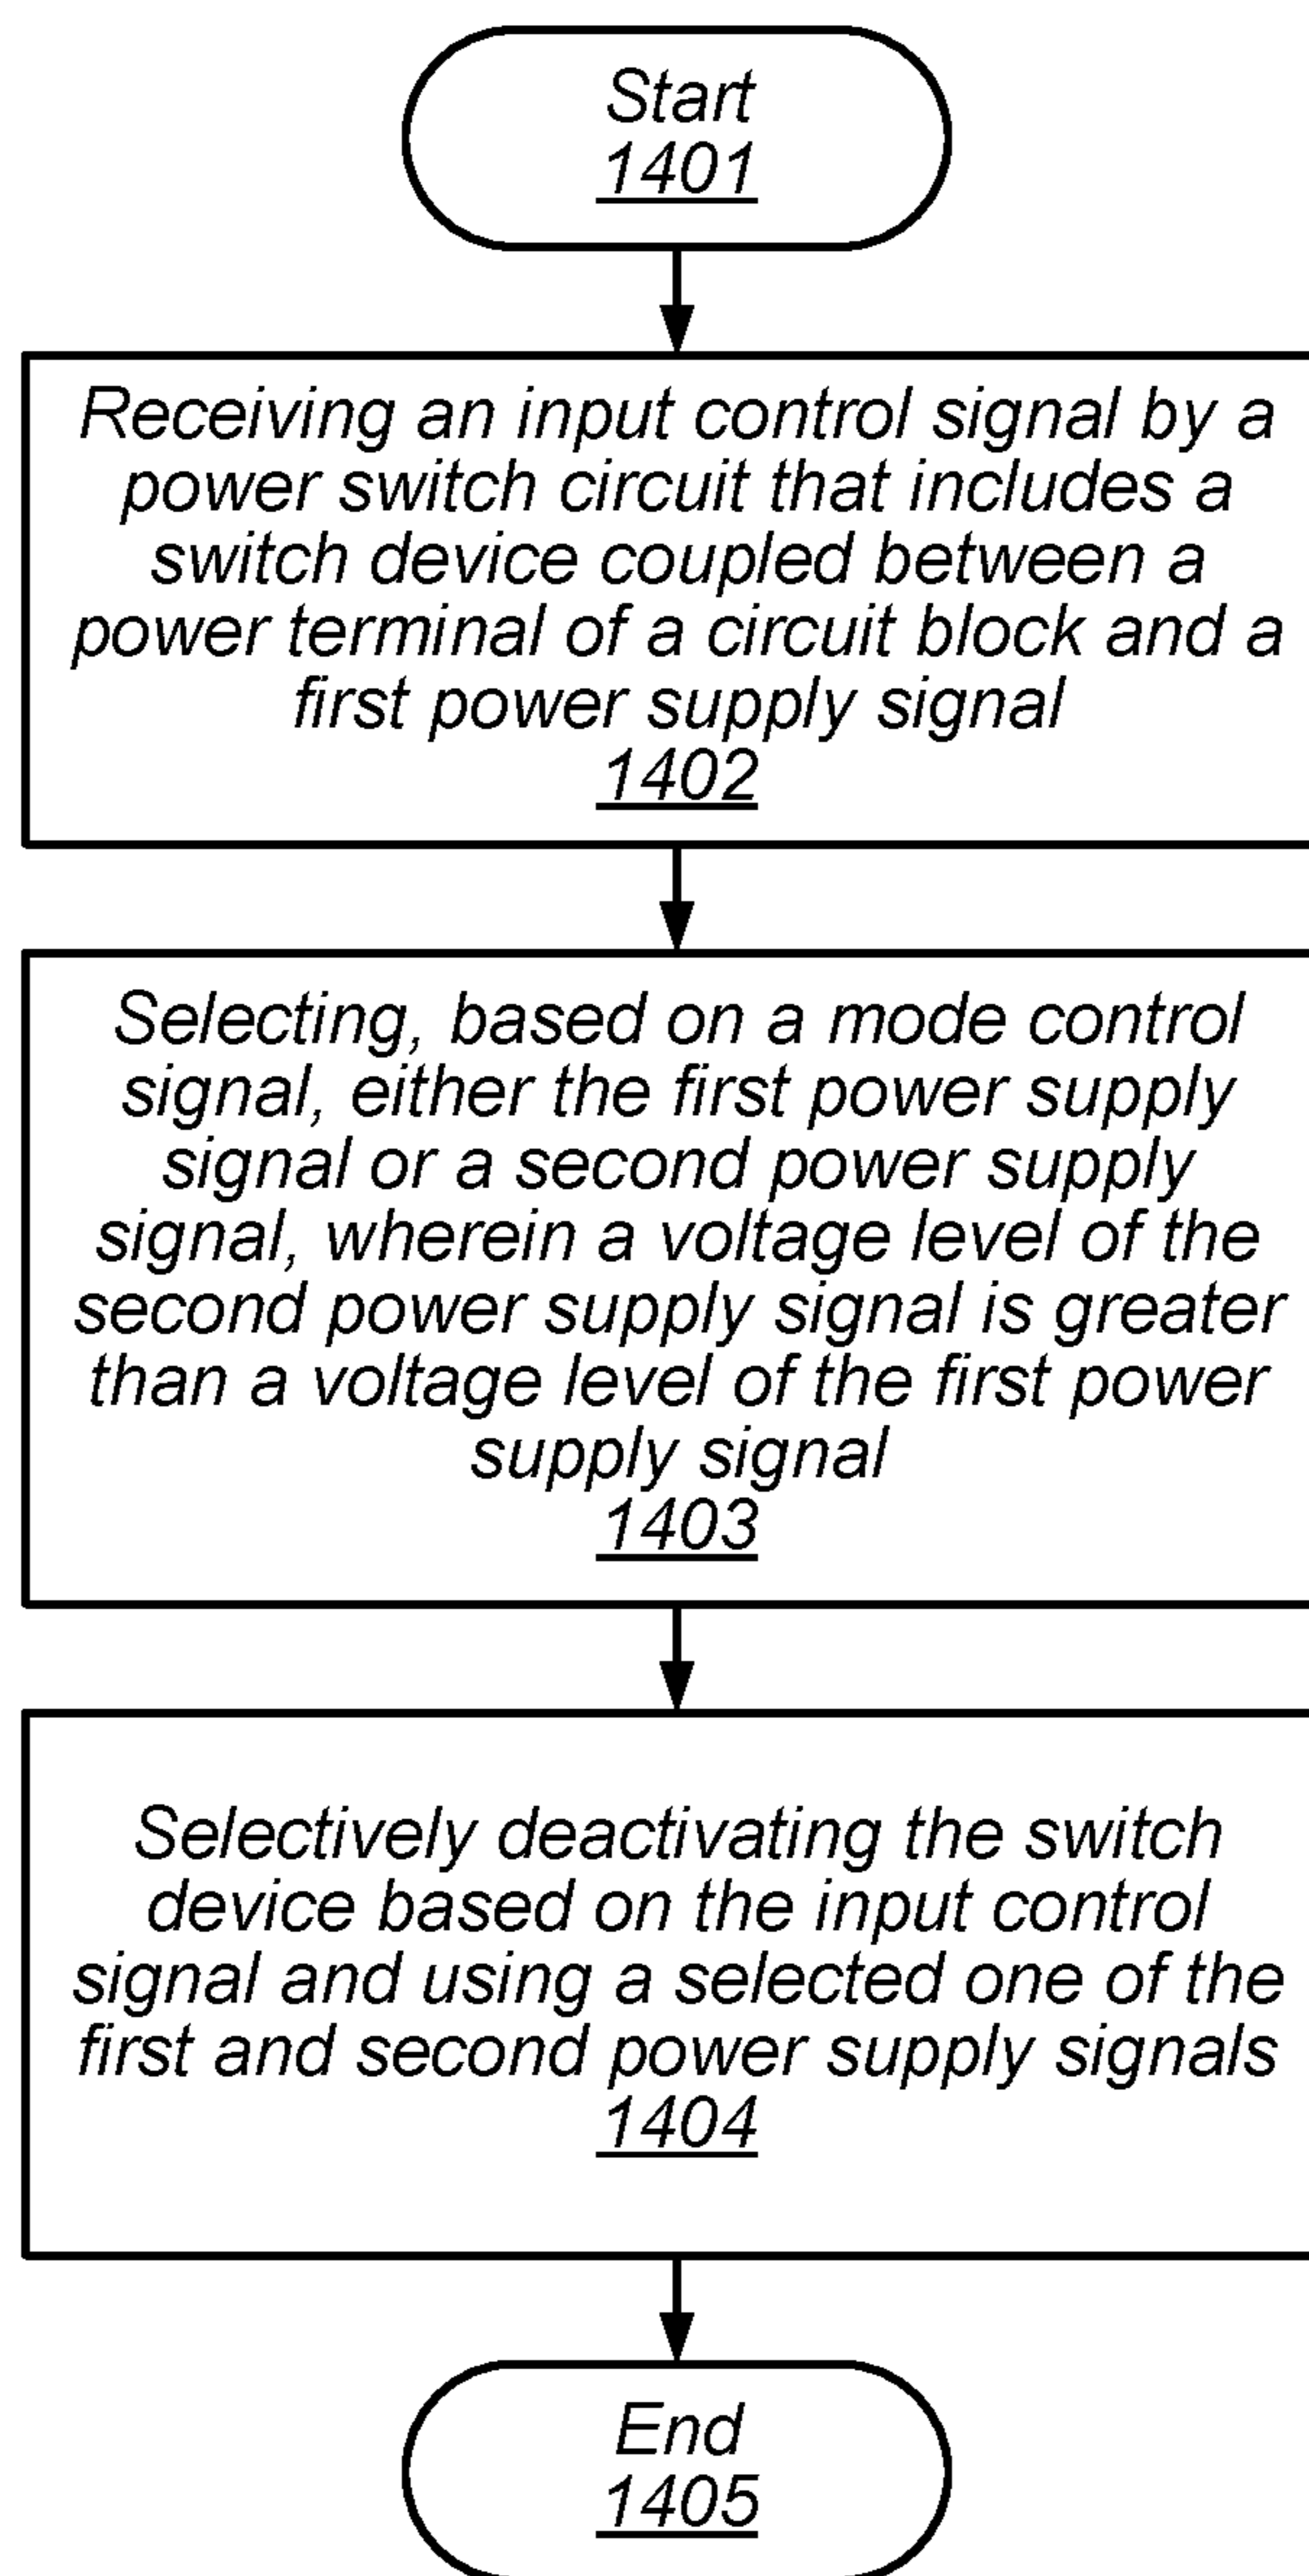 Start
1401
Receiving an input control signal by a
power switch circuit that includes a
switch device coupled between a
power terminal of a circuit block and a
first power supply signal
1402
Selecting, based on a mode control
signal, either the first power supply
signal or a second power supply
signal, wherein a voltage level of the
second power supply signal is greater
than a voltage level of the first power
supply signal
1403
Selectively deactivating the switch
device based on the input control
signal and using a selected one of the
first and second power supply signals
1404
End
1405